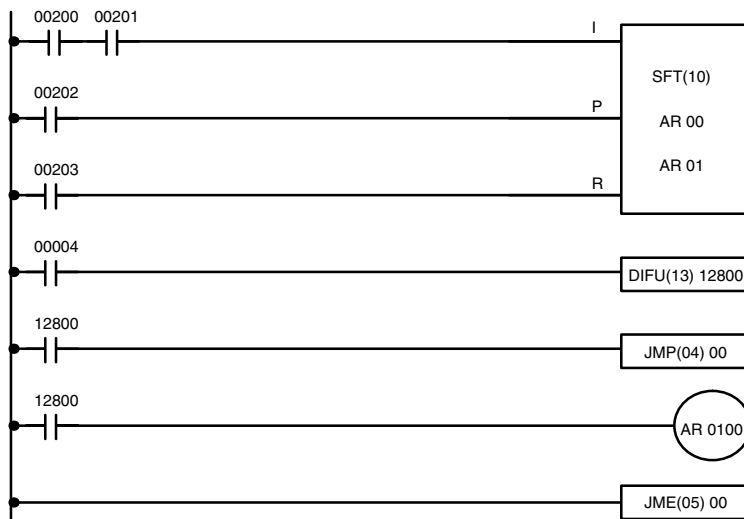 00200 00201
I
SFT(10)
00202
P
AR 00
AR 01
00203
R
00004
DIFU(13) 12800
12800
JMP(04) 00
12800
AR 0100
JME(05) 00